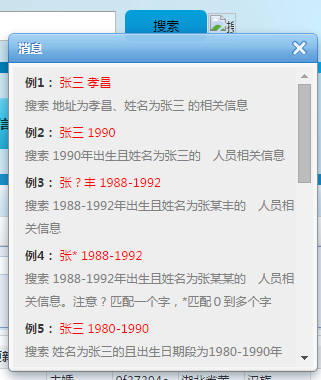 搜索
搜
消息
例1： 张三 孝昌
搜索 地址为孝昌、姓名为张三 的相关信息
例2： 张三 1990
搜索 1990年出生且姓名为张三的 人员相关信息
例3： 张？丰 1988-1992
搜索 1988-1992年出生且姓名为张某丰的 人员相
关信息
例4： 张* 1988-1992
搜索 1988-1992年出生且姓名为张某某的 人员相
关信息。注意？匹配一个字，*匹配０到多个字
例5： 张三 1980-1990
搜索 姓名为张三的且出生日期段为1980-1990年
信
更新